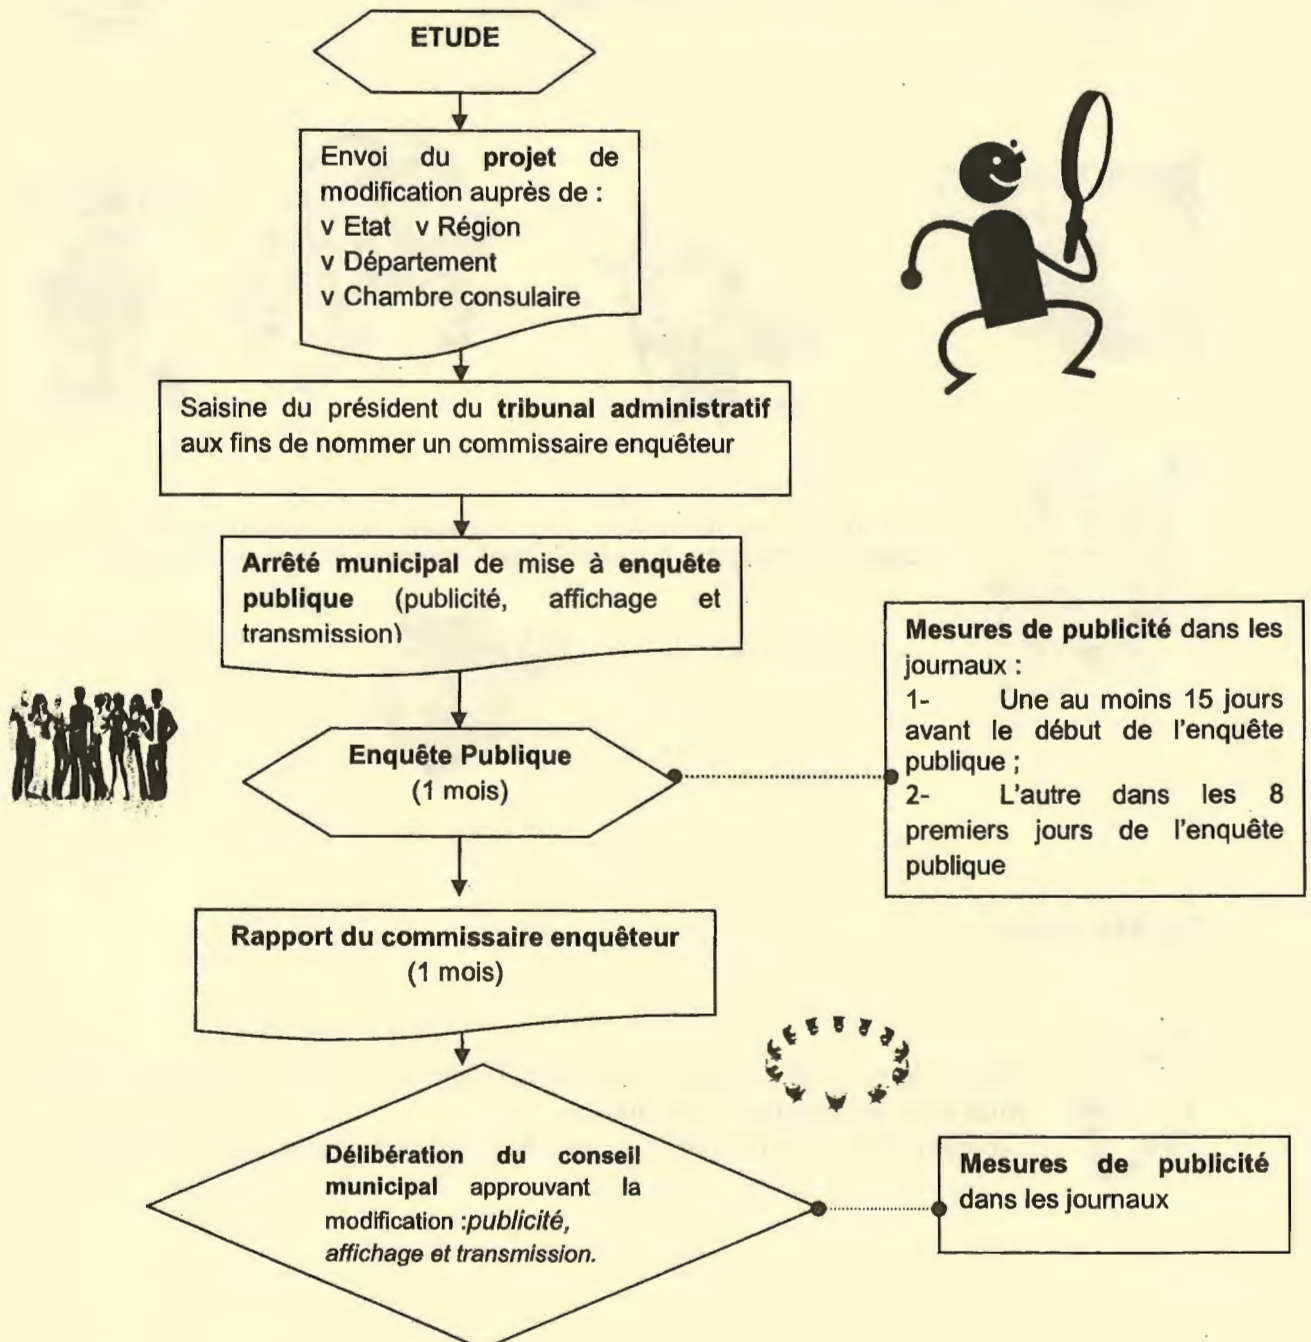 ETUDE
Envoi du projet de
modification auprès de :
v Etat v Région
v Département
v Chambre consulaire
Saisine du président du tribunal administratif
aux fins de nommer un commissaire enquêteur
Arrêté municipal de mise à enquête
publique (publicité, affichage et
transmission)
Enquête Publique
(1 mois)
Mesures de publicité dans les
journaux :
1- Une au moins 15 jours
avant le début de l'enquête
publique ;
2- L'autre dans les 8
premiers jours de l'enquête
publique
Rapport du commissaire enquêteur
(1 mois)
Délibération du conseil
municipal approuvant la
modification :publicité,
affichage et transmission.
Mesures de publicité
dans les journaux